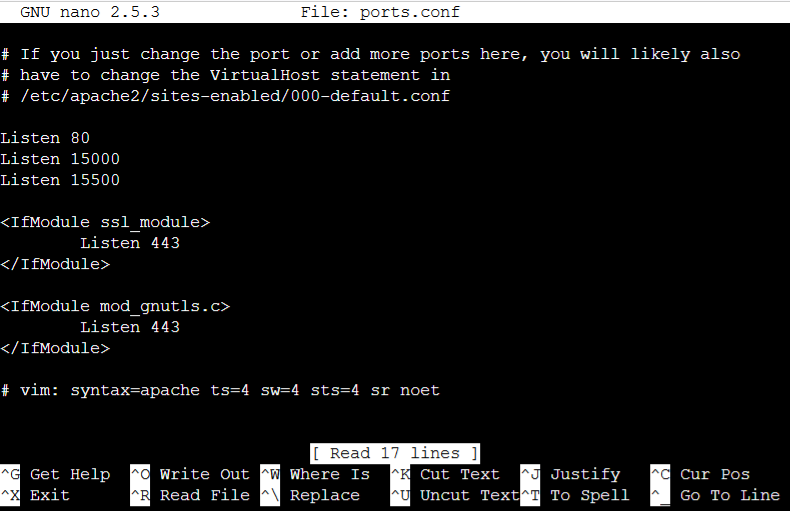 GNU nano 2.5.3 File: ports.conf
# If you just change the port or add more ports here, you will likely also
# have to change the VirtualHost statement in
# /etc/apache2/sites-enabled/000-default.conf
Listen 80
Listen 15000
Listen 15500
<IfModule ssl_module>
        Listen 443
</IfModule>
<IfModule mod_gnutls.c>
        Listen 443
</IfModule>
# vim: syntax=apache ts=4 sw=4 sts=4 sr noet
[ Read 17 lines ]
^G Get Help ^O Write Out ^W Where Is ^K Cut Text ^J Justify ^C Cur Pos
^X Exit ^R Read File ^\ Replace ^U Uncut Text ^T To Spell ^_ Go To Line